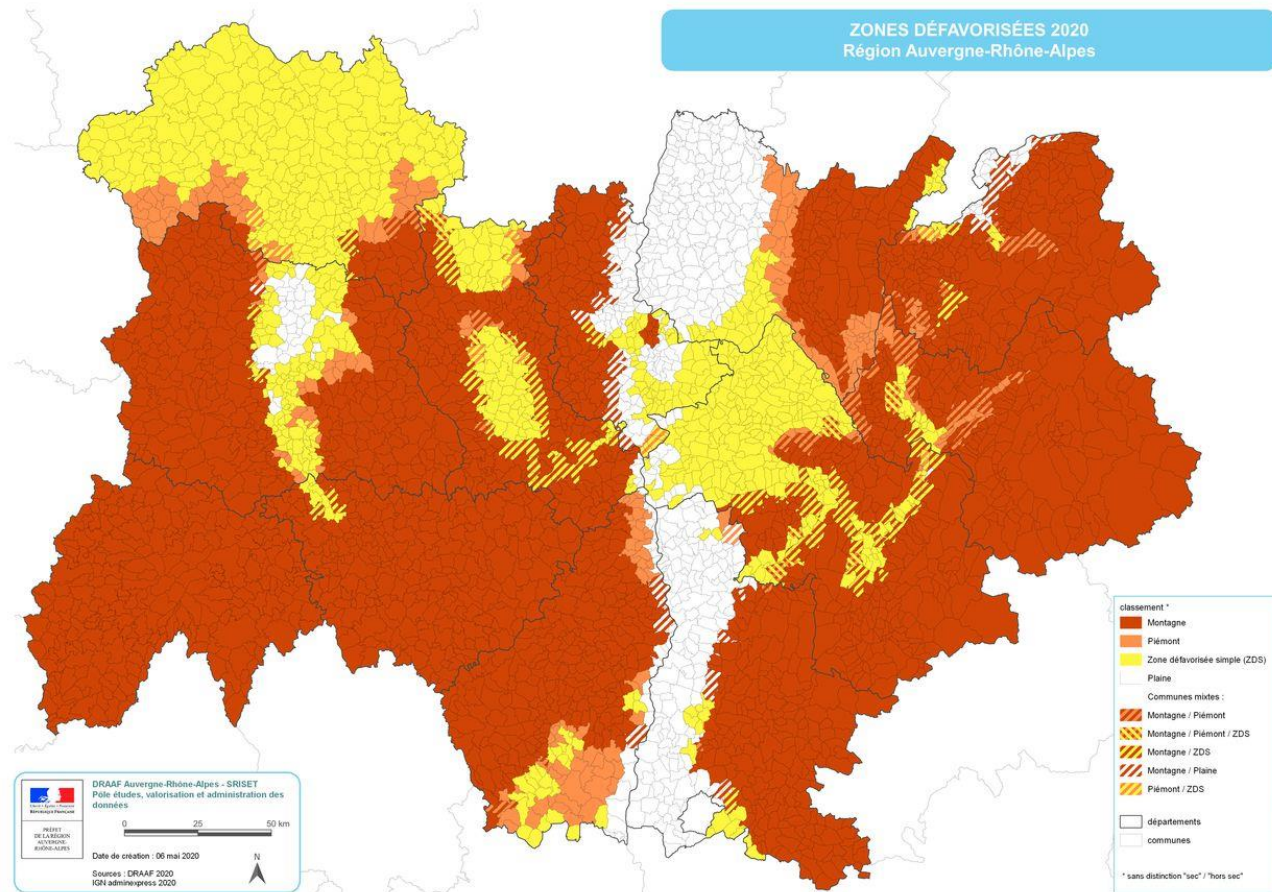 ZONES DÉFAVORISÉES 2020
Région Auvergne-Rhône-Alpes
classement *
Montagne
Piémont
Zone défavorisée simple (ZDS)
Plaine
Communes mixtes :
Montagne / Piémont
Montagne / Piémont / ZDS
Montagne / ZDS
Montagne / Plaine
Piémont / ZDS
départements
communes
* sans distinction "sec" / "hors sec"
DRAAF Auvergne-Rhône-Alpes - SRISET
Pôle études, valorisation et administration des
données
0 25 50 km
Date de création : 06 mai 2020
N
Sources : DRAAF 2020
IGN adminexpress 2020
RÉPUBLIQUE FRANÇAISE
PRÉFET
DE LA RÉGION
AUVERGNE-
RHÔNE-ALPES